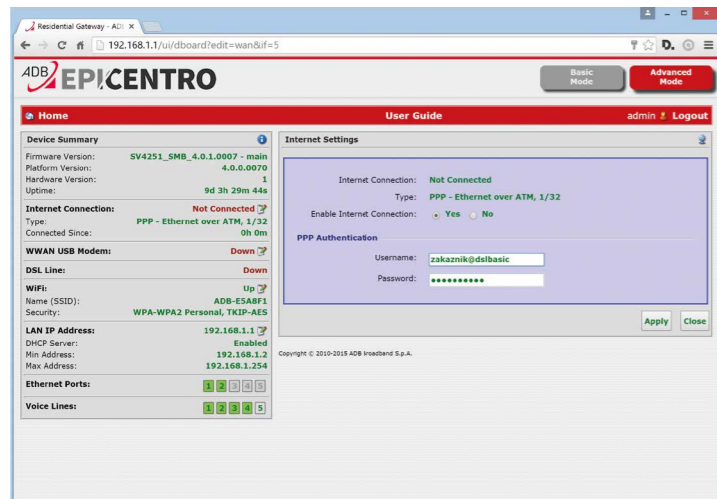 Residential Gateway - ADI
192.168.1.1/ui/dboard?edit=wan&if=5
ADB EPICENTRO
Basic Mode
Advanced Mode
Home
User Guide
admin Logout
Device Summary
Firmware Version: SV4251_SMB_4.0.1.0007 - main
Platform Version: 4.0.0.0070
Hardware Version: 1
Uptime: 9d 3h 29m 44s
Internet Connection: Not Connected
Type: PPP - Ethernet over ATM, 1/32
Connected Since: 0h 0m
WWAN USB Modem: Down
DSL Line: Down
WiFi: Up
Name (SSID): ADB-E5A8F1
Security: WPA-WPA2 Personal, TKIP-AES
LAN IP Address: 192.168.1.1
DHCP Server: Enabled
Min Address: 192.168.1.2
Max Address: 192.168.1.254
Ethernet Ports: 1 2 3 4 5
Voice Lines: 1 2 3 4 5
Internet Settings
Internet Connection: Not Connected
Type: PPP - Ethernet over ATM, 1/32
Enable Internet Connection: Yes No
PPP Authentication
Username: zakaznik@dslbasic
Password: ••••••••••
Apply Close
Copyright © 2010-2015 ADB Broadband S.p.A.